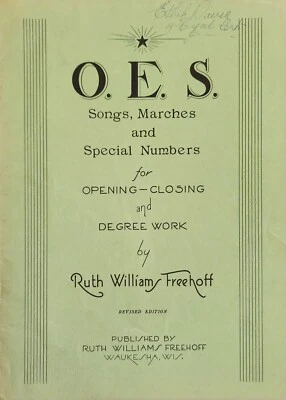 O. E. S.
Songs, Marches
and
Special Numbers
for
OPENING—CLOSING
and
DEGREE WORK
by
Ruth Williams Freehoff
REVISED EDITION
PUBLISHED BY
RUTH WILLIAMS FREEHOFF
WAUKESHA, WIS.